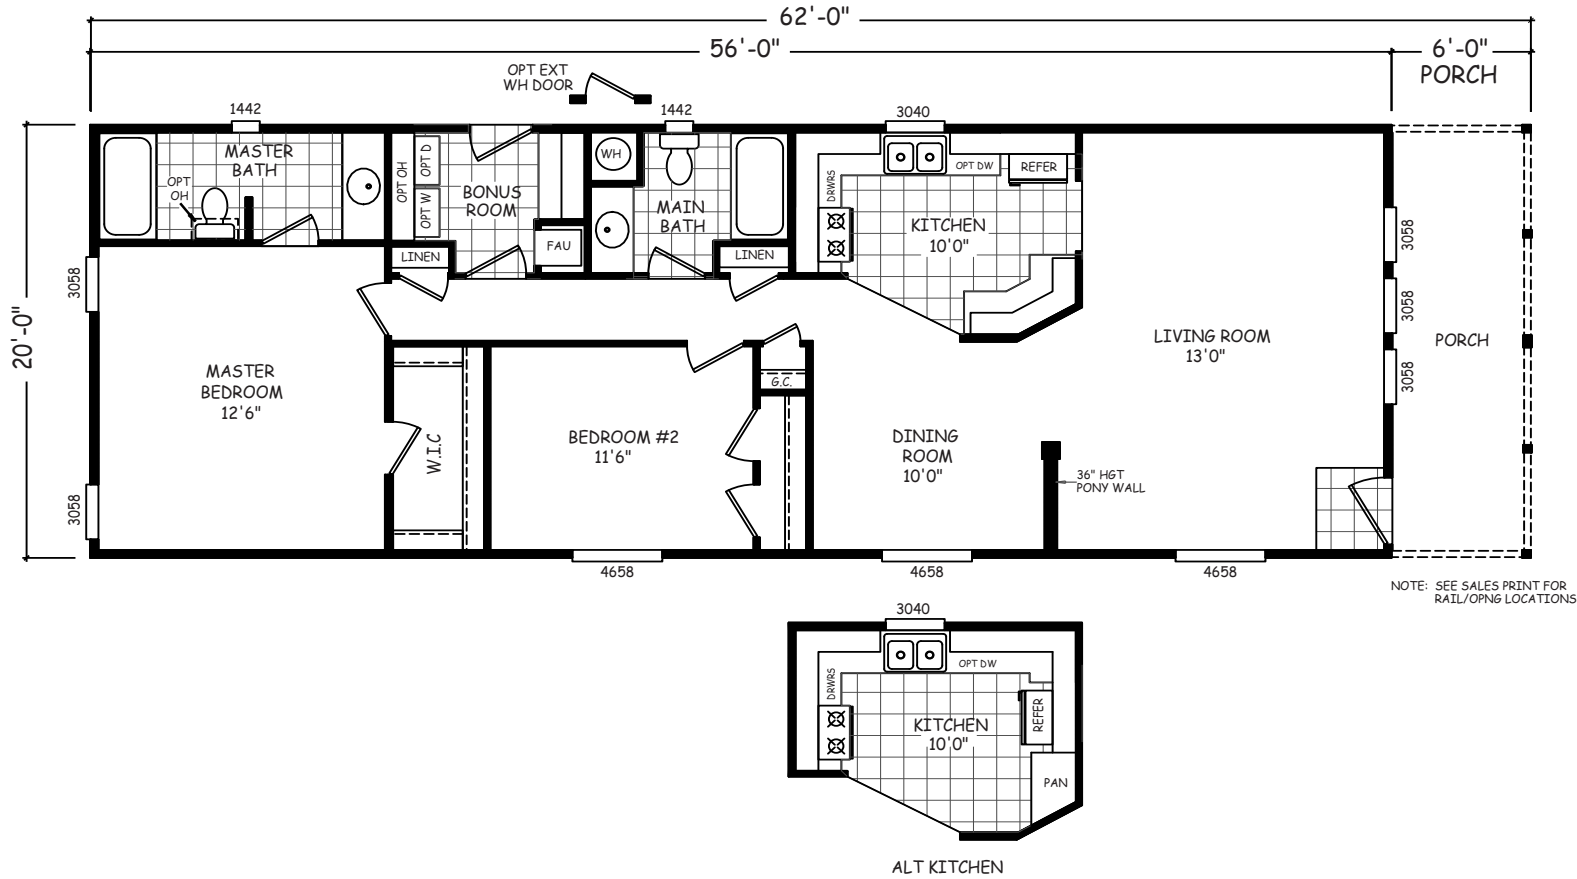 62'-0"
56'-0"
6'-0"
PORCH
OPT EXT
WH DOOR
1442
1442
3040
MASTER
BATH
OPT
OH
OPT OH
OPT D
OPT W
BONUS
ROOM
WH
MAIN
BATH
FAU
LINEN
LINEN
DRWRS
OPT DW
REFER
KITCHEN
10'0"
3058
3058
3058
3058
3058
20'-0"
MASTER
BEDROOM
12'6"
W.I.C
BEDROOM #2
11'6"
G.C.
DINING
ROOM
10'0"
LIVING ROOM
13'0"
PORCH
36" HGT
PONY WALL
4658
4658
4658
NOTE: SEE SALES PRINT FOR
RAIL/OPNG LOCATIONS
3040
DRWRS
OPT DW
REFER
KITCHEN
10'0"
PAN
ALT KITCHEN